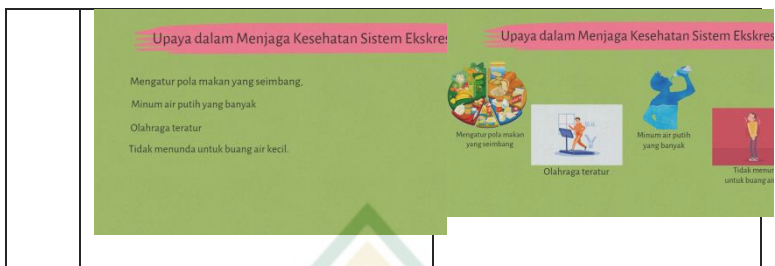 Upaya dalam Menjaga Kesehatan Sistem Ekskres
Mengatur pola makan yang seimbang,
Minum air putih yang banyak
Olahraga teratur
Tidak menunda untuk buang air kecil.
Upaya dalam Menjaga Kesehatan Sistem Ekskres
Mengatur pola makan
yang seimbang
Olahraga teratur
Minum air putih
yang banyak
Tidak menun
untuk buang air